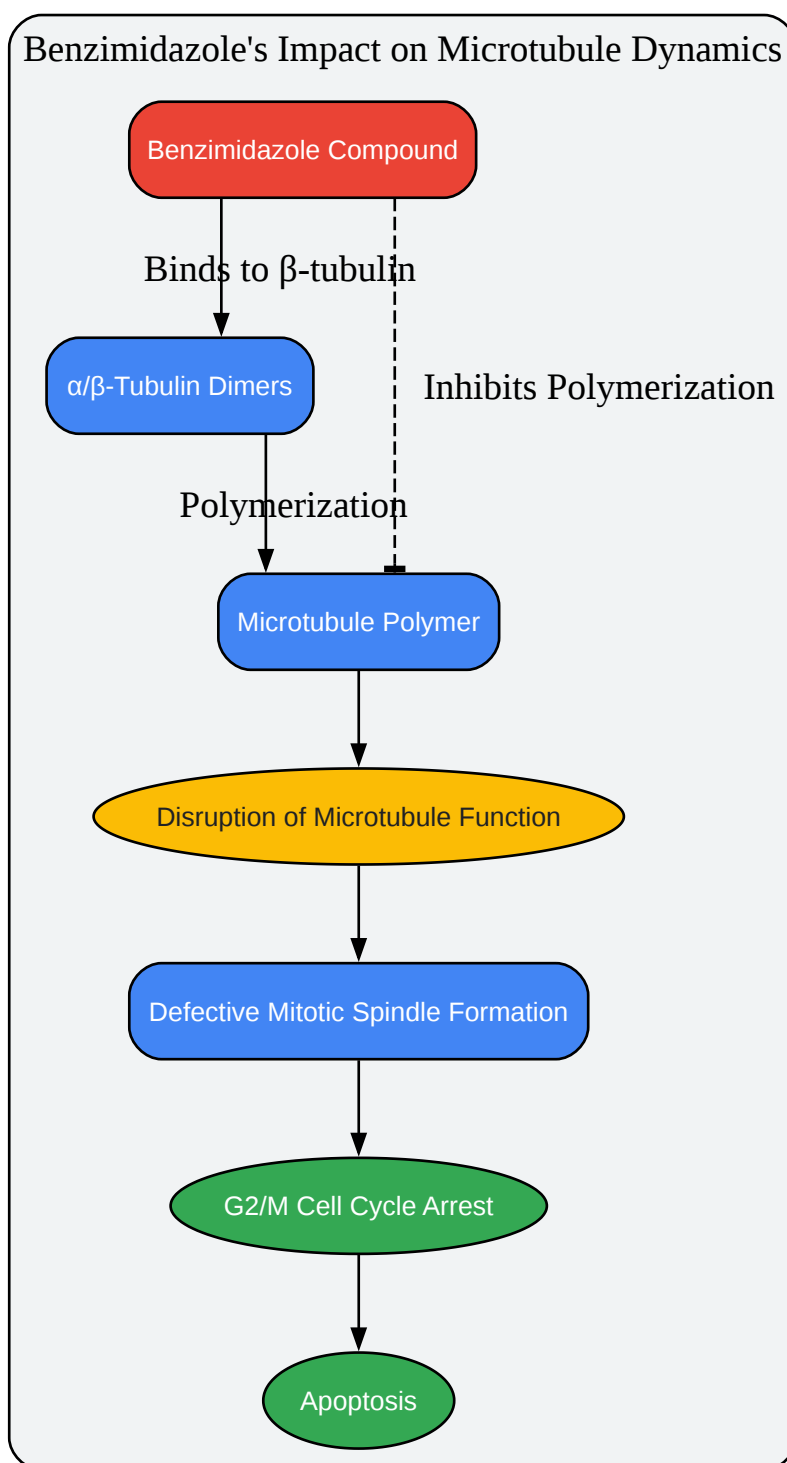 Benzimidazole's Impact on Microtubule Dynamics
Benzimidazole Compound
Binds to β-tubulin
α/β-Tubulin Dimers
Inhibits Polymerization
Polymerization
Microtubule Polymer
Disruption of Microtubule Function
Defective Mitotic Spindle Formation
G2/M Cell Cycle Arrest
Apoptosis